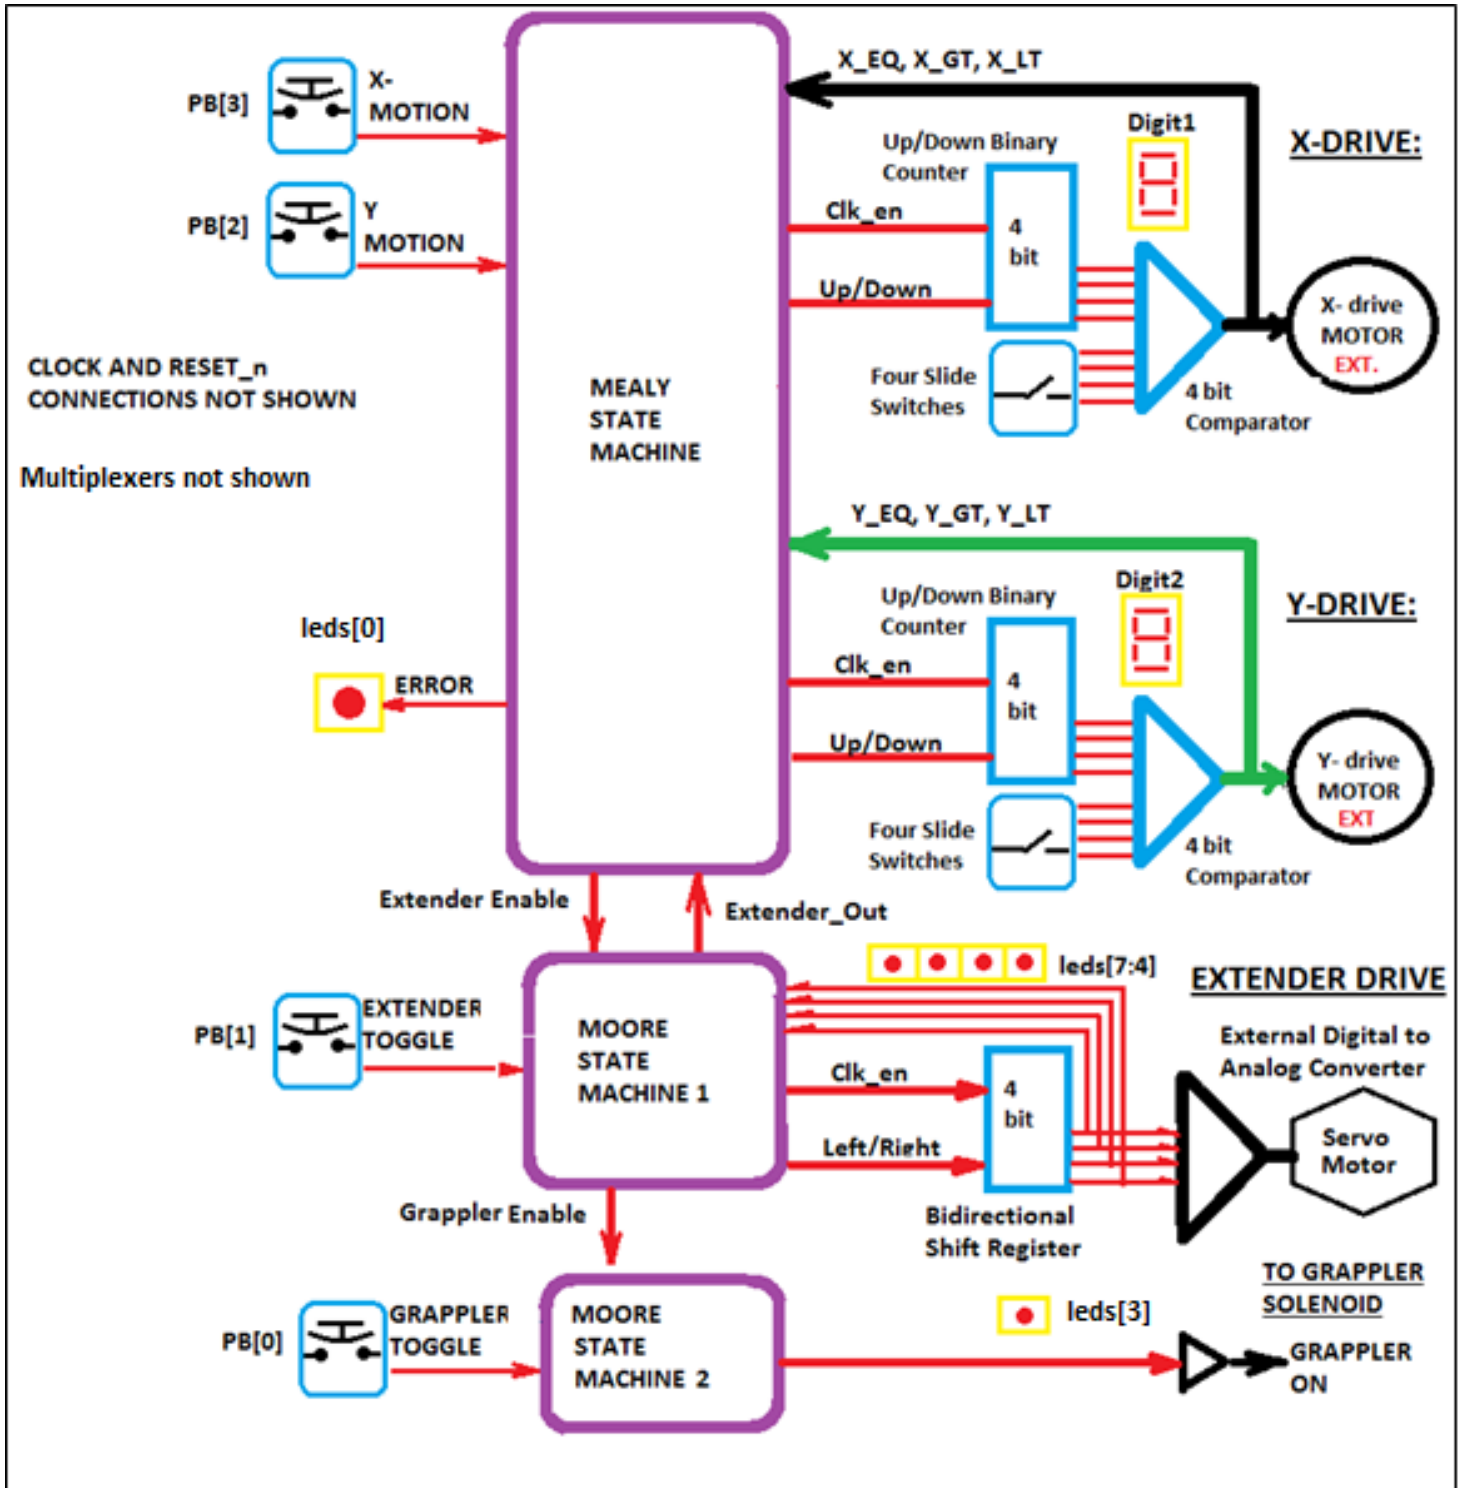 X_EQ, X_GT, X_LT
X-
MOTION
PB[3]
Digit1
X-DRIVE:
Up/Down Binary
Counter
Y
MOTION
PB[2]
Clk_en
4
bit
Up/Down
X- drive
MOTOR
EXT.
CLOCK AND RESET_n
CONNECTIONS NOT SHOWN
MEALY
STATE
MACHINE
Four Slide
Switches
4 bit
Comparator
Multiplexers not shown
Y_EQ, Y_GT, Y_LT
Digit2
Y-DRIVE:
Up/Down Binary
Counter
leds[0]
ERROR
Clk_en
4
bit
Up/Down
Y- drive
MOTOR
EXT
Four Slide
Switches
4 bit
Comparator
Extender Enable
Extender_Out
leds[7:4]
EXTENDER DRIVE
EXTENDER
TOGGLE
PB[1]
MOORE
STATE
MACHINE 1
External Digital to
Analog Converter
Clk_en
4
bit
Left/Right
Servo
Motor
Grappler Enable
Bidirectional
Shift Register
TO GRAPPLER
SOLENOID
GRAPPLER
TOGGLE
PB[0]
MOORE
STATE
MACHINE 2
leds[3]
GRAPPLER
ON